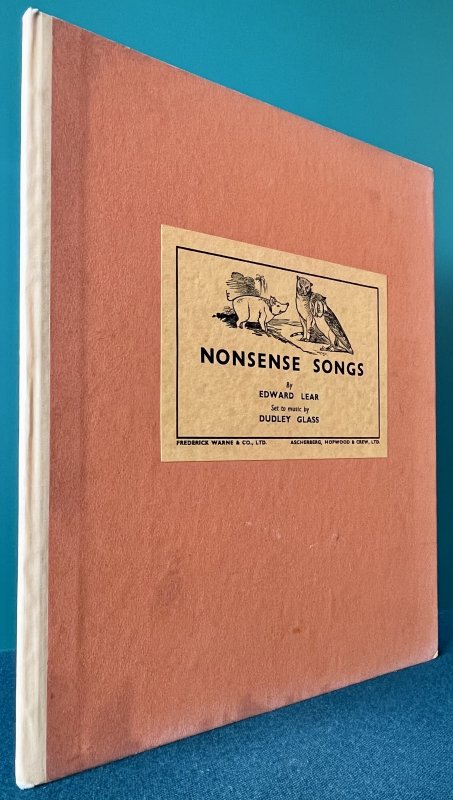 NONSENSE SONGS
By
EDWARD LEAR
Set to music by
DUDLEY GLASS
FREDERICK WARNE & CO., LTD. ASCHERBERG, HOPWOOD & CREW, LTD.